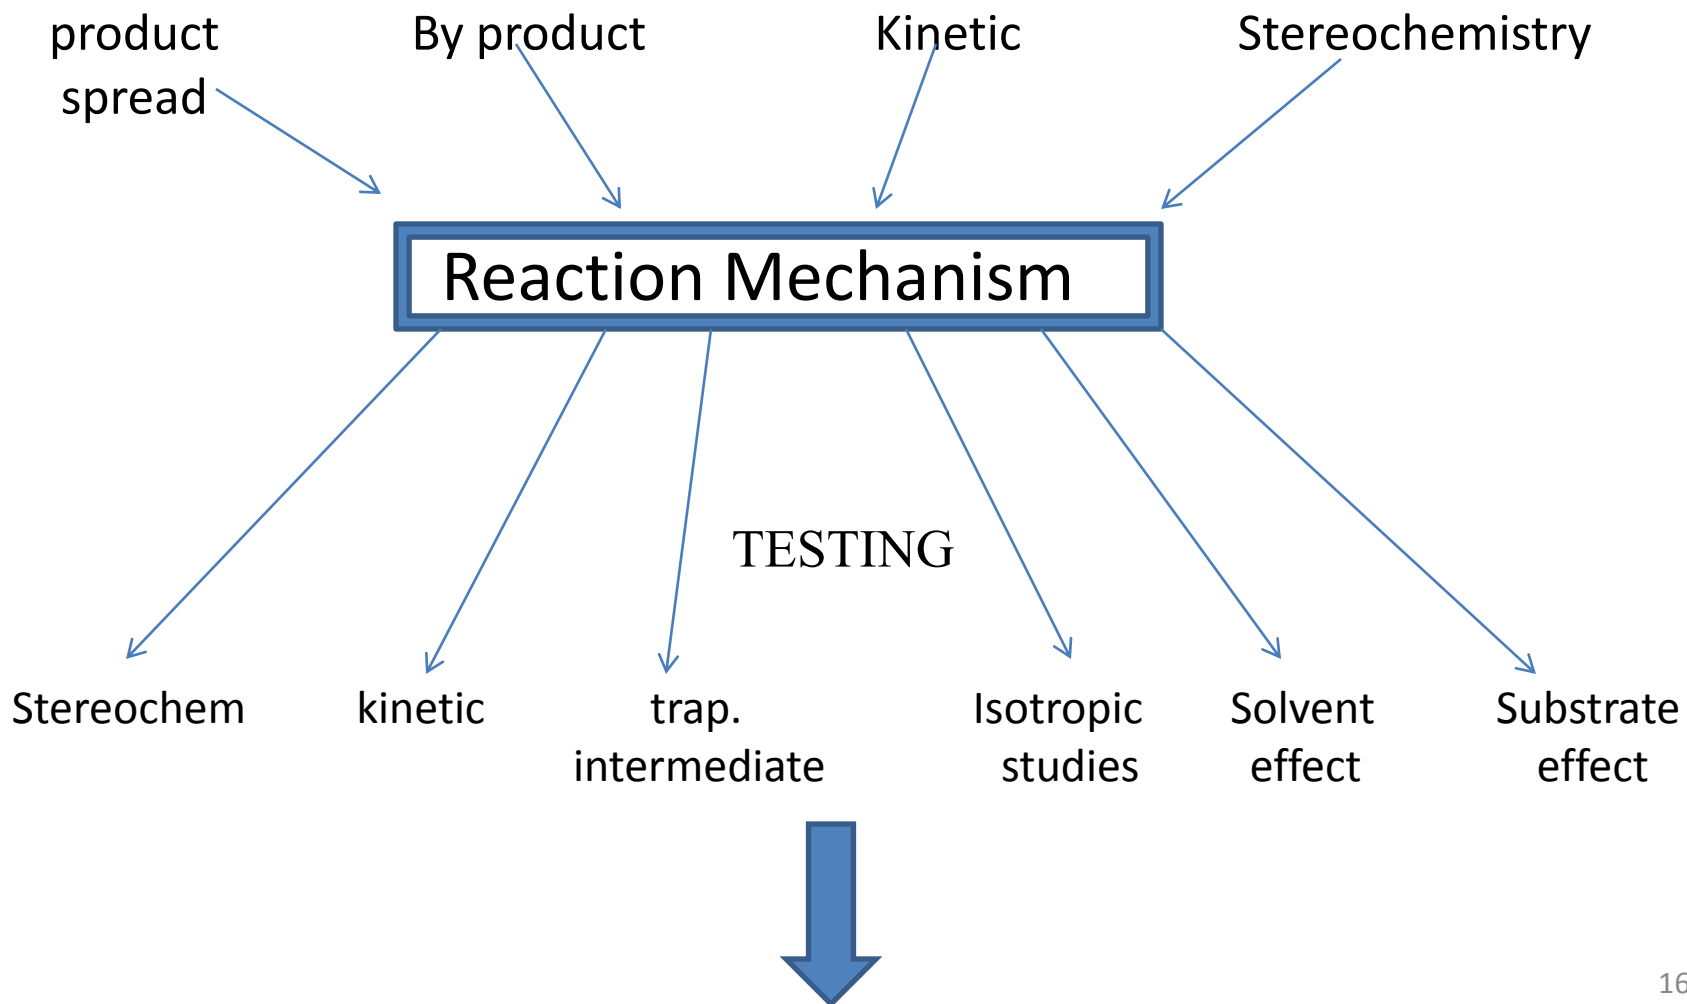 product By product Kinetic Stereochemistry
spread
Reaction Mechanism
TESTING
Stereochem kinetic trap. Isotropic Solvent Substrate
intermediate studies effect effect
16